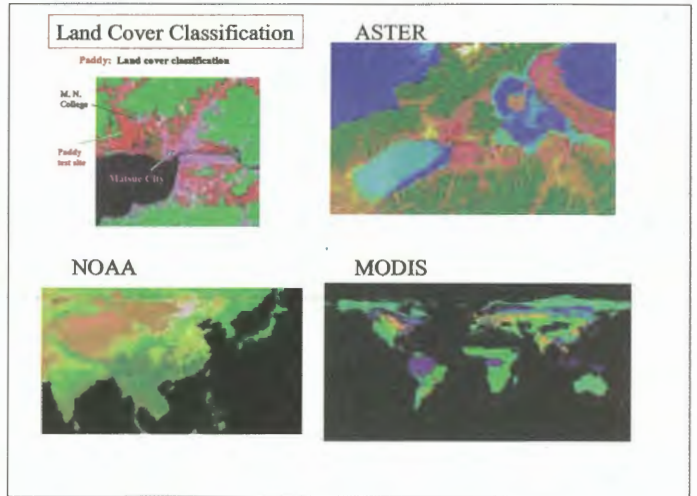 Land Cover Classification
ASTER
Paddy: Land cover classification
M. N.
College
Paddy
test site
Matsue City
NOAA
MODIS